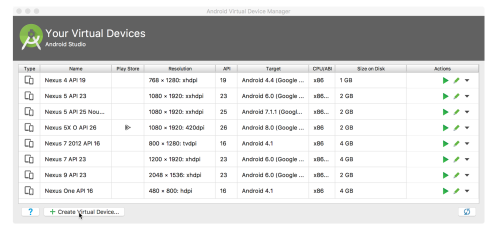 Android Virtual Device Manager
Your Virtual Devices
Android Studio
Type Name Play Store Resolution API Target CPU/ABI Size on Disk Actions
Nexus 4 API 19 768 × 1280: xhdpi 19 Android 4.4 (Google ... x86 1 GB
Nexus 5 API 23 1080 × 1920: xxhdpi 23 Android 6.0 (Google ... x86... 2 GB
Nexus 5 API 25 Nou... 1080 × 1920: xxhdpi 25 Android 7.1.1 (Googl... x86... 2 GB
Nexus 5X O API 26 1080 × 1920: 420dpi 26 Android 8.0 (Google ... x86 2 GB
Nexus 7 2012 API 16 800 × 1280: tvdpi 16 Android 4.1 x86 4 GB
Nexus 7 API 23 1200 × 1920: xhdpi 23 Android 6.0 (Google ... x86... 4 GB
Nexus 9 API 23 2048 × 1536: xhdpi 23 Android 6.0 (Google ... x86... 2 GB
Nexus One API 16 480 × 800: hdpi 16 Android 4.1 x86 4 GB
? + Create Virtual Device...